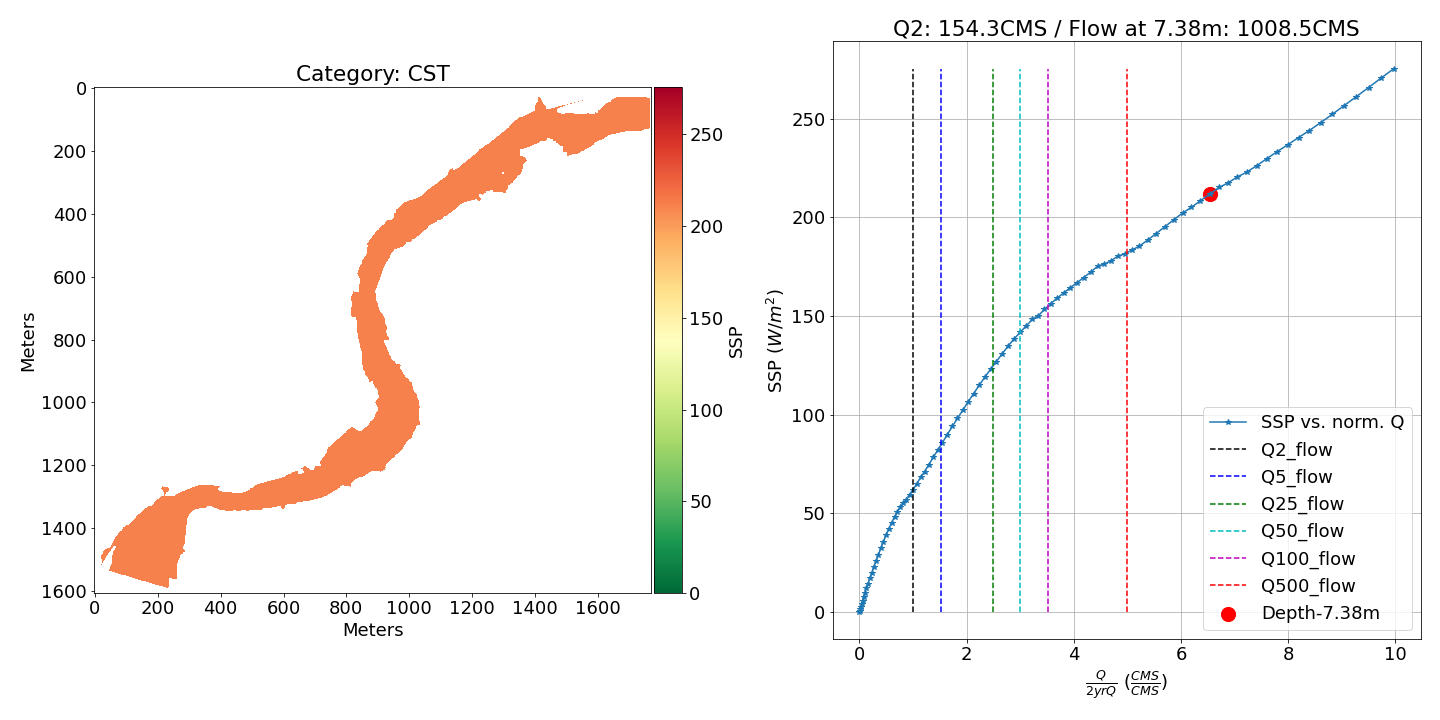 Category: CST
0
200
400
600
800
1000
1200
1400
1600
Meters
0 200 400 600 800 1000 1200 1400 1600
Meters
250
200
150
100
50
0
SSP
Q2: 154.3CMS / Flow at 7.38m: 1008.5CMS
250
200
150
100
50
0
SSP (W/m²)
0 2 4 6 8 10
Q/2yrQ (CMS/CMS)
SSP vs. norm. Q
Q2_flow
Q5_flow
Q25_flow
Q50_flow
Q100_flow
Q500_flow
Depth-7.38m